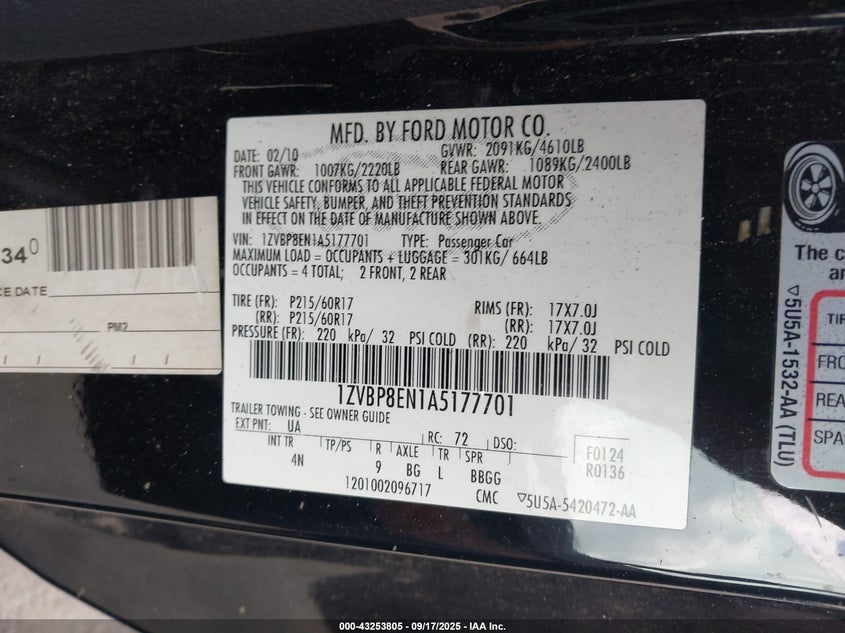 MFD. BY FORD MOTOR CO.
DATE: 02/10 GVWR: 2091KG/4610LB
FRONT GAWR: 1007KG/2220LB REAR GAWR: 1089KG/2400LB
THIS VEHICLE CONFORMS TO ALL APPLICABLE FEDERAL MOTOR
VEHICLE SAFETY, BUMPER, AND THEFT PREVENTION STANDARDS
IN EFFECT ON THE DATE OF MANUFACTURE SHOWN ABOVE.
VIN: 1ZVBP8EN1A5177701 TYPE: Passenger Car
MAXIMUM LOAD = OCCUPANTS + LUGGAGE = 301KG/ 664LB
OCCUPANTS = 4 TOTAL; 2 FRONT, 2 REAR
TIRE (FR): P215/60R17 RIMS (FR): 17X7.0J
(RR): P215/60R17 (RR): 17X7.0J
PRESSURE (FR): 220 kPa/ 32 PSI COLD (RR): 220 kPa/ 32 PSI COLD
1ZVBP8EN1A5177701
TRAILER TOWING - SEE OWNER GUIDE
EXT PNT: UA RC: 72 DSO:
INT TR TP/PS R AXLE TR SPR
4N 9 BG L BBGG
F0124
R0136
1201002096717 CMC ▽5U5A-5420472-AA
34 0
CE DATE
PM2
/ / / /
The c
an
TIR
FRO
REA
SPA
▽5U5A-1532-AA (TLU)
000-43253805 - 09/17/2025 - IAA Inc.